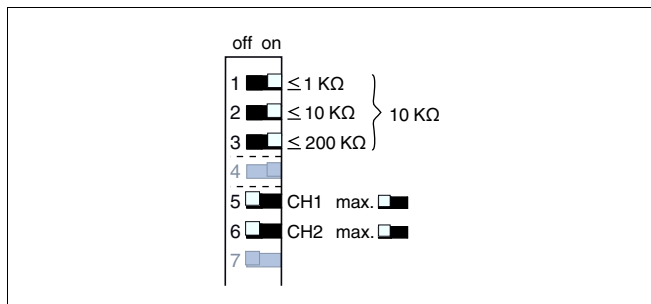 off on
1 ≤ 1 KΩ
2 ≤ 10 KΩ 10 KΩ
3 ≤ 200 KΩ
4
5 CH1 max.
6 CH2 max.
7